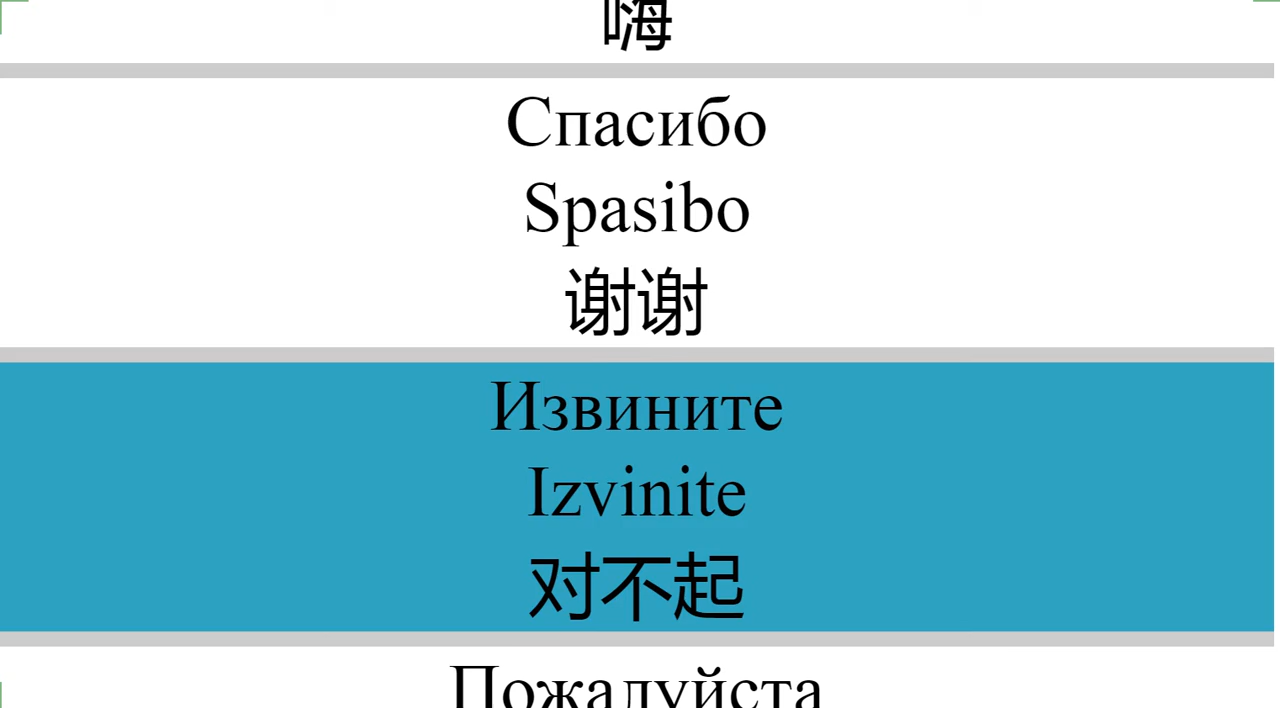 嗨
Спасибо
Spasibo
谢谢
Извините
Izvinite
对不起
Пожалуйста